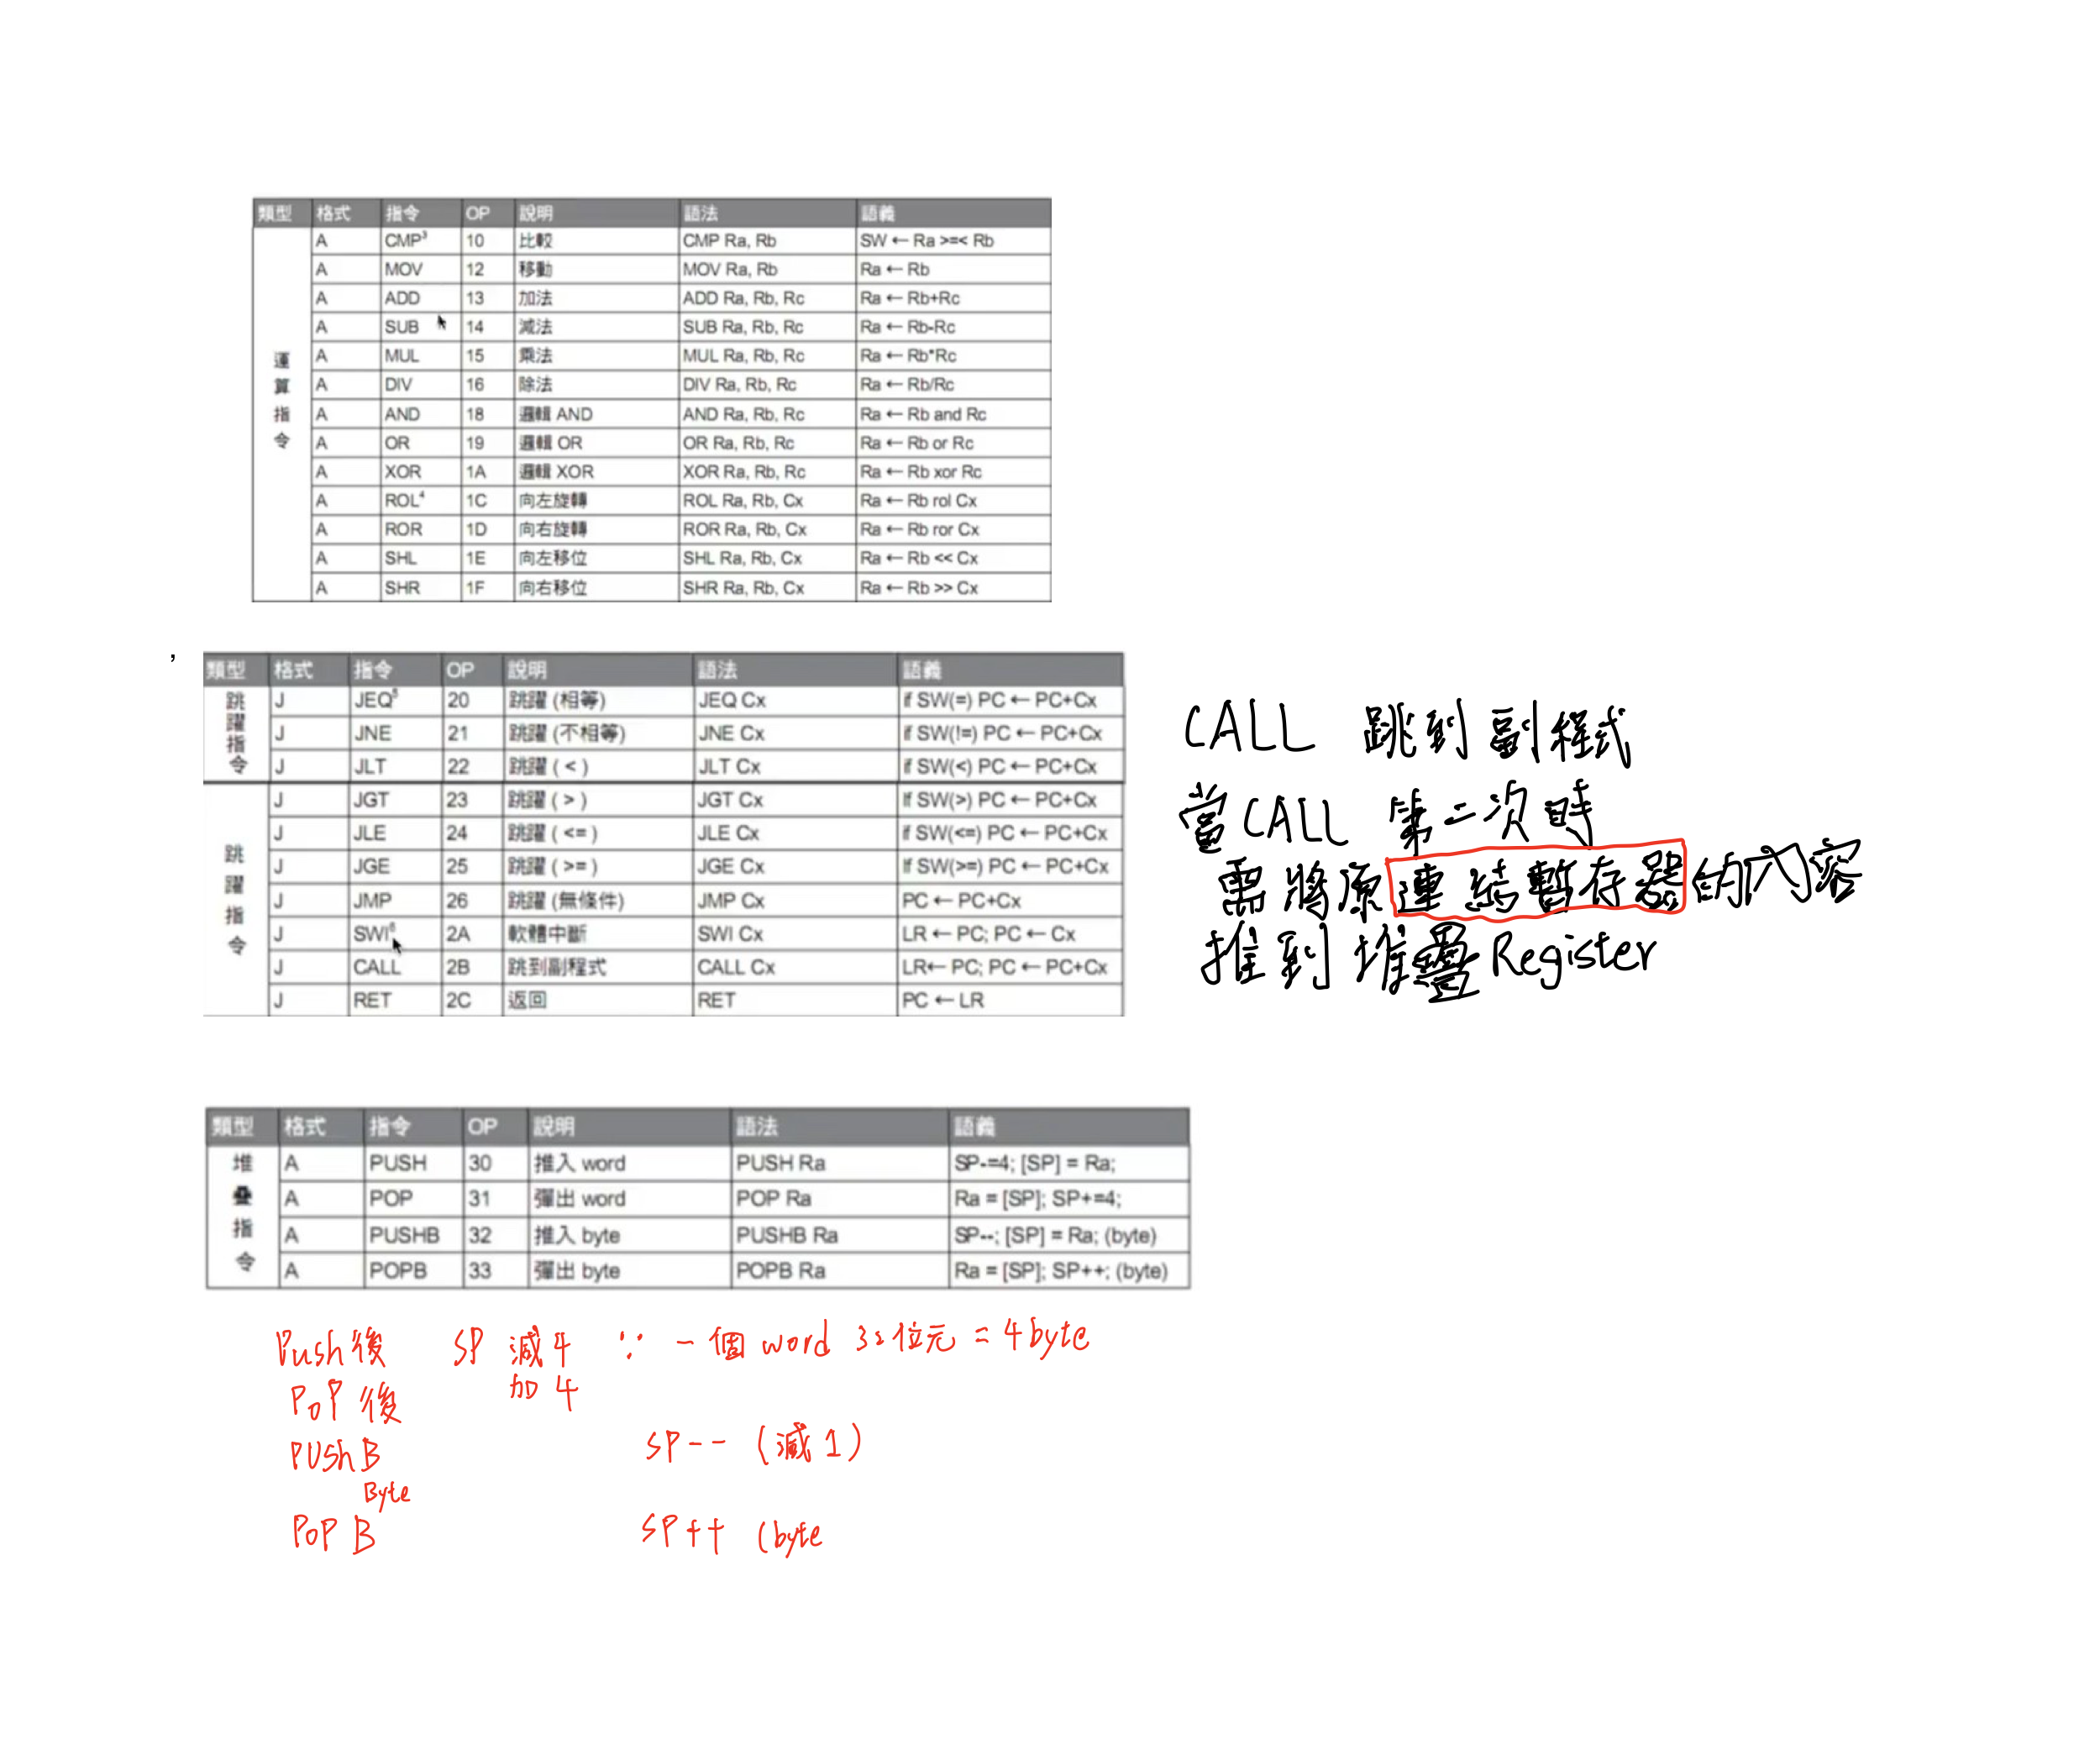 類型 格式 指令 OP 說明 語法 語義
運算指令
A CMP³ 10 比較 CMP Ra, Rb SW ← Ra >=< Rb
A MOV 12 移動 MOV Ra, Rb Ra ← Rb
A ADD 13 加法 ADD Ra, Rb, Rc Ra ← Rb+Rc
A SUB 14 減法 SUB Ra, Rb, Rc Ra ← Rb-Rc
A MUL 15 乘法 MUL Ra, Rb, Rc Ra ← Rb*Rc
A DIV 16 除法 DIV Ra, Rb, Rc Ra ← Rb/Rc
A AND 18 邏輯 AND AND Ra, Rb, Rc Ra ← Rb and Rc
A OR 19 邏輯 OR OR Ra, Rb, Rc Ra ← Rb or Rc
A XOR 1A 邏輯 XOR XOR Ra, Rb, Rc Ra ← Rb xor Rc
A ROL⁴ 1C 向左旋轉 ROL Ra, Rb, Cx Ra ← Rb rol Cx
A ROR 1D 向右旋轉 ROR Ra, Rb, Cx Ra ← Rb ror Cx
A SHL 1E 向左移位 SHL Ra, Rb, Cx Ra ← Rb << Cx
A SHR 1F 向右移位 SHR Ra, Rb, Cx Ra ← Rb >> Cx
,
類型 格式 指令 OP 說明 語法 語義
跳躍指令
J JEQ⁵ 20 跳躍 (相等) JEQ Cx if SW(=) PC ← PC+Cx
J JNE 21 跳躍 (不相等) JNE Cx if SW(!=) PC ← PC+Cx
J JLT 22 跳躍 ( < ) JLT Cx if SW(<) PC ← PC+Cx
跳躍指令
J JGT 23 跳躍 ( > ) JGT Cx if SW(>) PC ← PC+Cx
J JLE 24 跳躍 ( <= ) JLE Cx if SW(<=) PC ← PC+Cx
J JGE 25 跳躍 ( >= ) JGE Cx if SW(>=) PC ← PC+Cx
J JMP 26 跳躍 (無條件) JMP Cx PC ← PC+Cx
J SWI⁶ 2A 軟體中斷 SWI Cx LR ← PC; PC ← Cx
J CALL 2B 跳到副程式 CALL Cx LR← PC; PC ← PC+Cx
J RET 2C 返回 RET PC ← LR
CALL 跳到副程式
當CALL 第二次時
需將原連結暫存器的內容
推到堆疊Register
類型 格式 指令 OP 說明 語法 語義
堆疊指令
A PUSH 30 推入 word PUSH Ra SP-=4; [SP] = Ra;
A POP 31 彈出 word POP Ra Ra = [SP]; SP+=4;
A PUSHB 32 推入 byte PUSHB Ra SP--; [SP] = Ra; (byte)
A POPB 33 彈出 byte POPB Ra Ra = [SP]; SP++; (byte)
Push後 SP 減4 ∵ 一個 word 32位元 = 4byte
PoP後 加4
PUshB SP-- (減1)
Byte
PoPB SP++ (byte